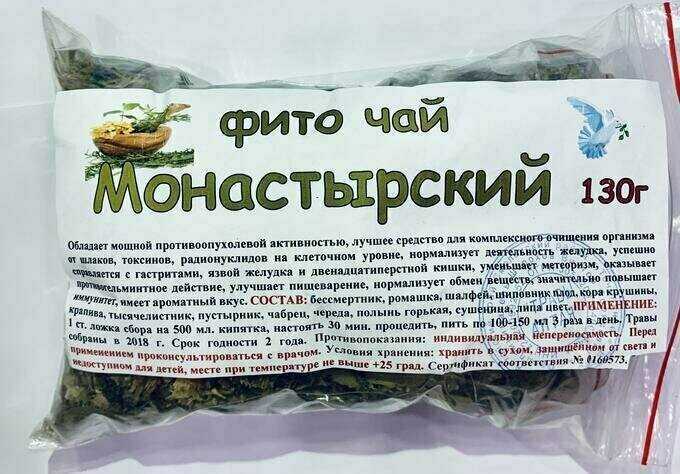 фито чай
Монастырский 130г
Обладает мощной противоопухолевой активностью, лучшее средство для комплексного очищения организма
от шлаков, токсинов, радионуклидов на клеточном уровне, нормализует деятельность желудка, успешно
справляется с гастритами, язвой желудка и двенадцатиперстной кишки, уменьшает метеоризм, оказывает
противогельминтное действие, улучшает пищеварение, нормализует обмен веществ, значительно повышает
иммунитет, имеет ароматный вкус. СОСТАВ: бессмертник, ромашка, шалфей, шиповник плод, кора крушины,
крапива, тысячелистник, пустырник, чабрец, череда, полынь горькая, сушеница, липа цвет. ПРИМЕНЕНИЕ:
1 ст. ложка сбора на 500 мл. кипятка, настоять 30 мин. процедить, пить по 100-150 мл 3 раза в день. Травы
собраны в 2018 г. Срок годности 2 года. Противопоказания: индивидуальная непереносимость. Перед
применением проконсультироваться с врачом. Условия хранения: хранить в сухом, защищённом от света и
недоступном для детей, месте при температуре не выше +25 град. Сертификат соответствия № 0160573.